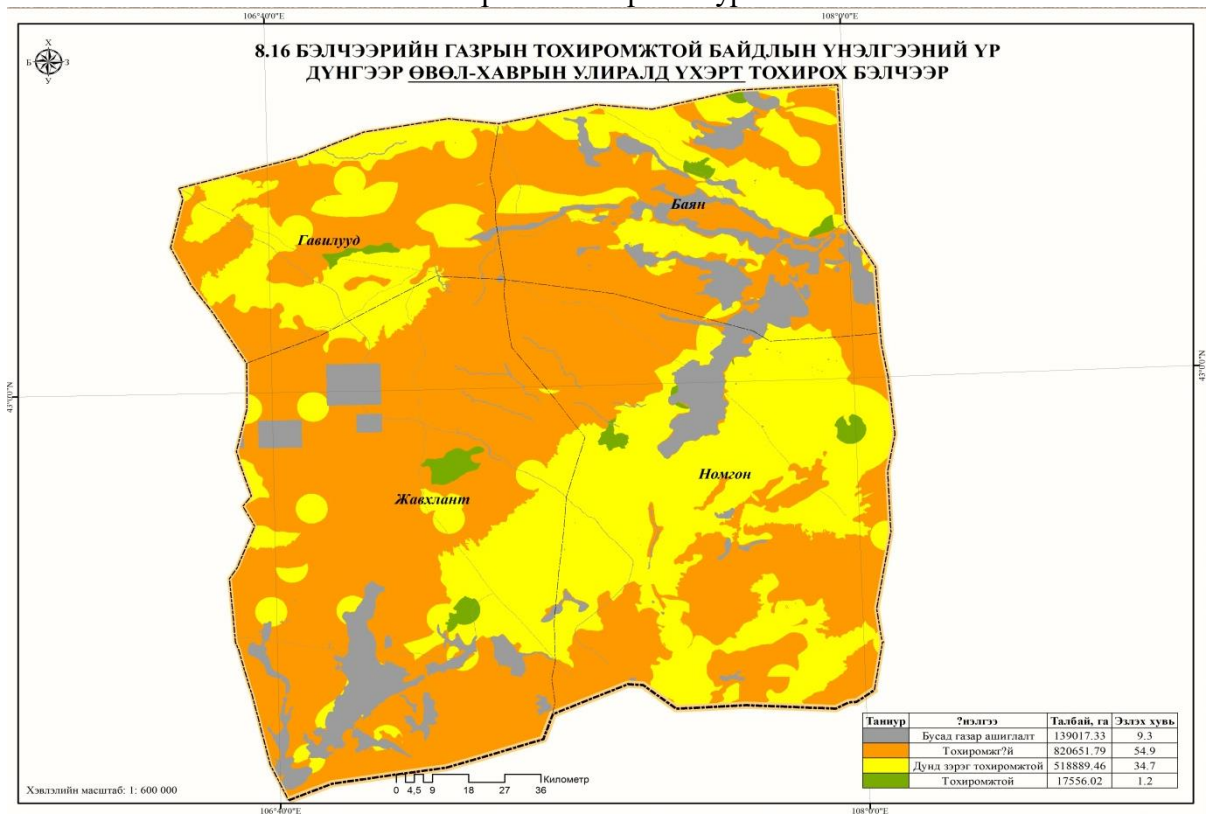 106°40'0"E 108°0'0"E
8.16 БЭЛЧЭЭРИЙН ГАЗРЫН ТОХИРОМЖТОЙ БАЙДЛЫН ҮНЭЛГЭЭНИЙ ҮР
ДҮНГЭЭР ӨВӨЛ-ХАВРЫН УЛИРАЛД ҮХЭРТ ТОХИРОХ БЭЛЧЭЭР
Х
Б З
У
Баян
Гавилууд
43°0'0"N 43°0'0"N
Номгон
Жавхлант
Таниур ?нэлгээ Талбай, га Эзлэх хувь
Бусад газар ашиглалт 139017.33 9.3
Тохиромжг?й 820651.79 54.9
Дунд зэрэг тохиромжтой 518889.46 34.7
Тохиромжтой 17556.02 1.2
Километр
0 4,5 9 18 27 36
Хэвлэлийн масштаб: 1: 600 000
106°40'0"E 108°0'0"E